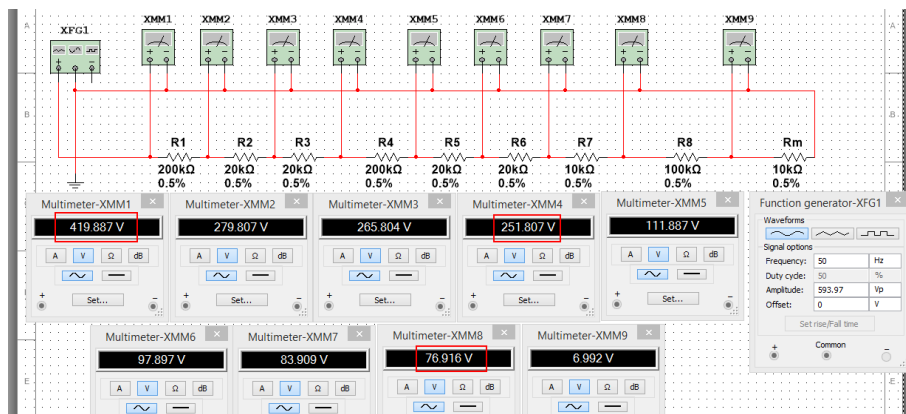 XMM1 XMM2 XMM3 XMM4 XMM5 XMM6 XMM7 XMM8 XMM9
XFG1
A A
B B
R1 R2 R3 R4 R5 R6 R7 R8 Rm
200kΩ 20kΩ 20kΩ 200kΩ 20kΩ 20kΩ 10kΩ 100kΩ 10kΩ
0.5% 0.5% 0.5% 0.5% 0.5% 0.5% 0.5% 0.5% 0.5%
Multimeter-XMM1
419.887 V
A V Ω dB
Set...
+ -
Multimeter-XMM2
279.807 V
A V Ω dB
Set...
+ -
Multimeter-XMM3
265.804 V
A V Ω dB
Set...
+ -
Multimeter-XMM4
251.807 V
A V Ω dB
Set...
+ -
Multimeter-XMM5
111.887 V
A V Ω dB
Set...
+ -
Function generator-XFG1
Waveforms
Signal options
Frequency: 50 Hz
Duty cycle: 50 %
Amplitude: 593.97 Vp
Offset: 0 V
Set rise/Fall time
+ Common -
Multimeter-XMM6
97.897 V
A V Ω dB
Multimeter-XMM7
83.909 V
A V Ω dB
Multimeter-XMM8
76.916 V
A V Ω dB
Multimeter-XMM9
6.992 V
A V Ω dB
E E